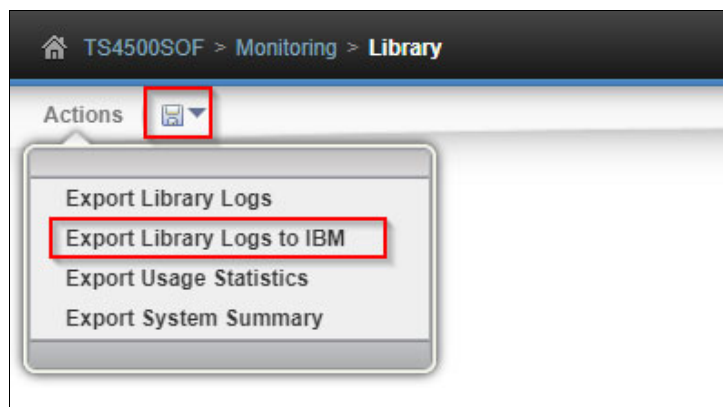 TS4500SOF > Monitoring > Library
Actions
Export Library Logs
Export Library Logs to IBM
Export Usage Statistics
Export System Summary